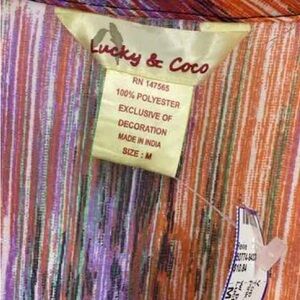 Lucky & Coco
RN 147565
100% POLYESTER
EXCLUSIVE OF
DECORATION
MADE IN INDIA
SIZE : M